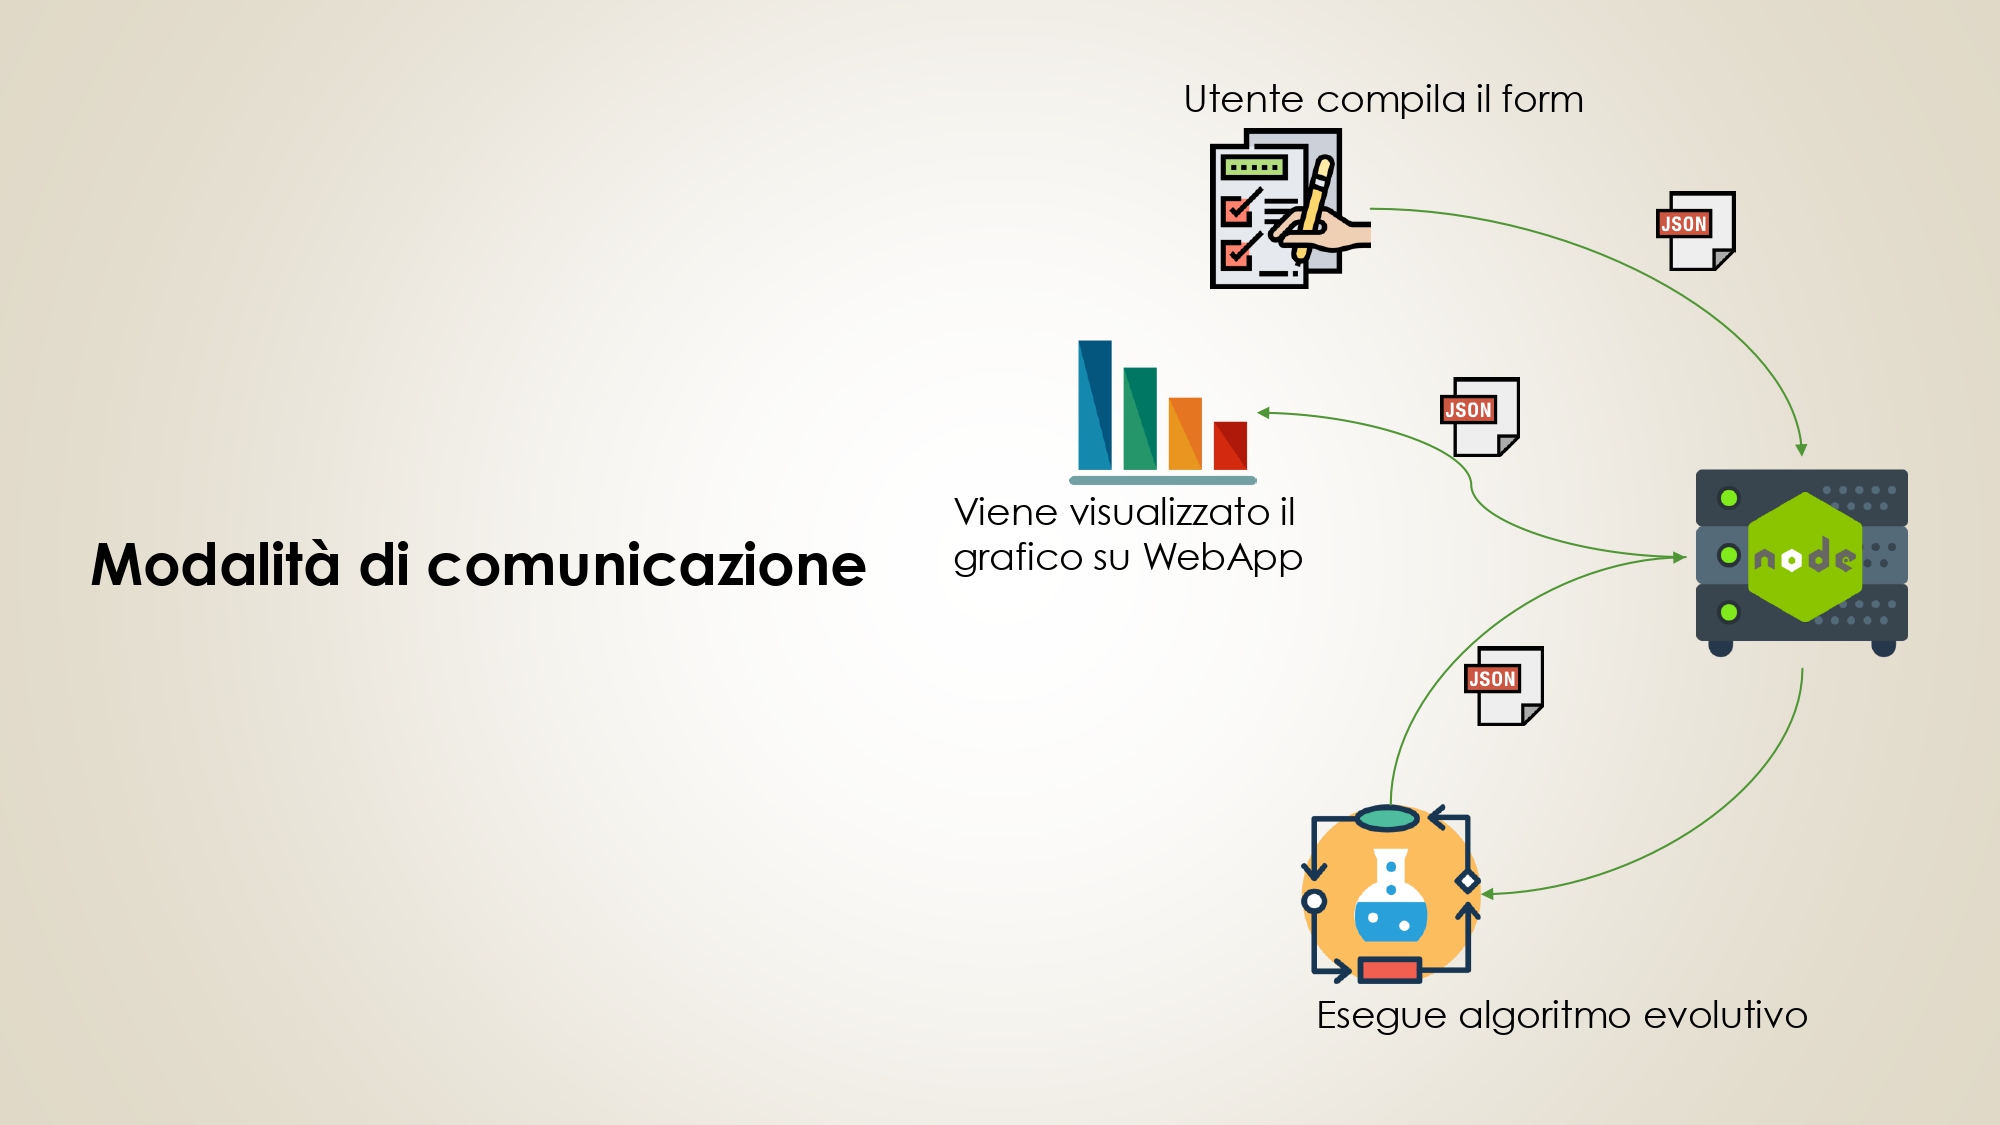 Modalità di comunicazione
Utente compila il form
JSON
JSON
Viene visualizzato il
grafico su WebApp
node
JSON
Esegue algoritmo evolutivo